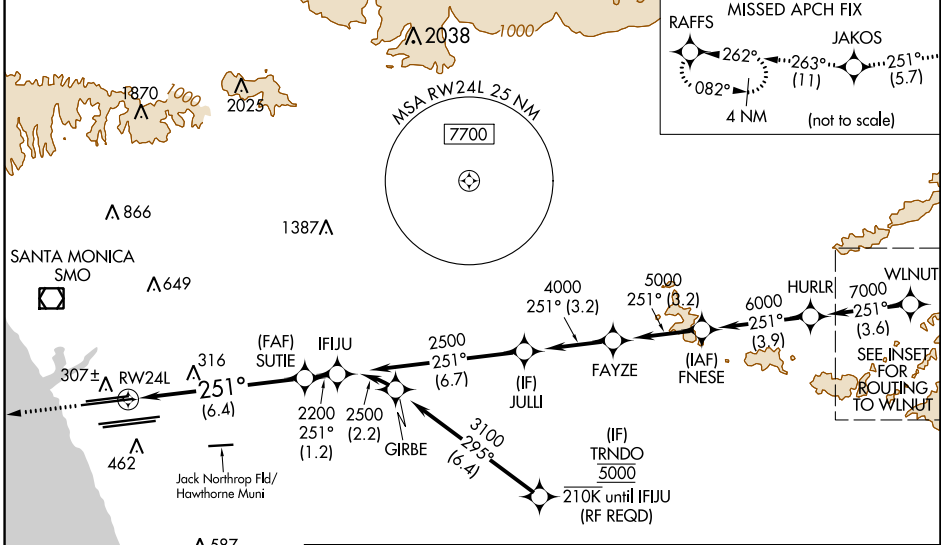 MISSED APCH FIX
RAFFS
JAKOS
262°
263°
(11)
251°
(5.7)
082°
4 NM
(not to scale)
2038
1000
1870
1000
2025
MSA RW24L 25 NM
7700
866
1387
SANTA MONICA
SMO
649
WLNUT
HURLR
7000
251°
(3.6)
6000
251°
(3.9)
5000
251° (3.2)
4000
251° (3.2)
SEE INSET
FOR
ROUTING
TO WLNUT
(IAF)
FNESE
FAYZE
2500
251°
(6.7)
(IF)
JULLI
(FAF)
SUTIE
IFIJU
316
307±
RW24L
251°
(6.4)
2200
251°
(1.2)
2500
(2.2)
GIRBE
3100
295°
(6.4)
(IF)
TRNDO
5000
210K until IFIJU
(RF REQD)
462
Jack Northrop Fld/
Hawthorne Muni
587